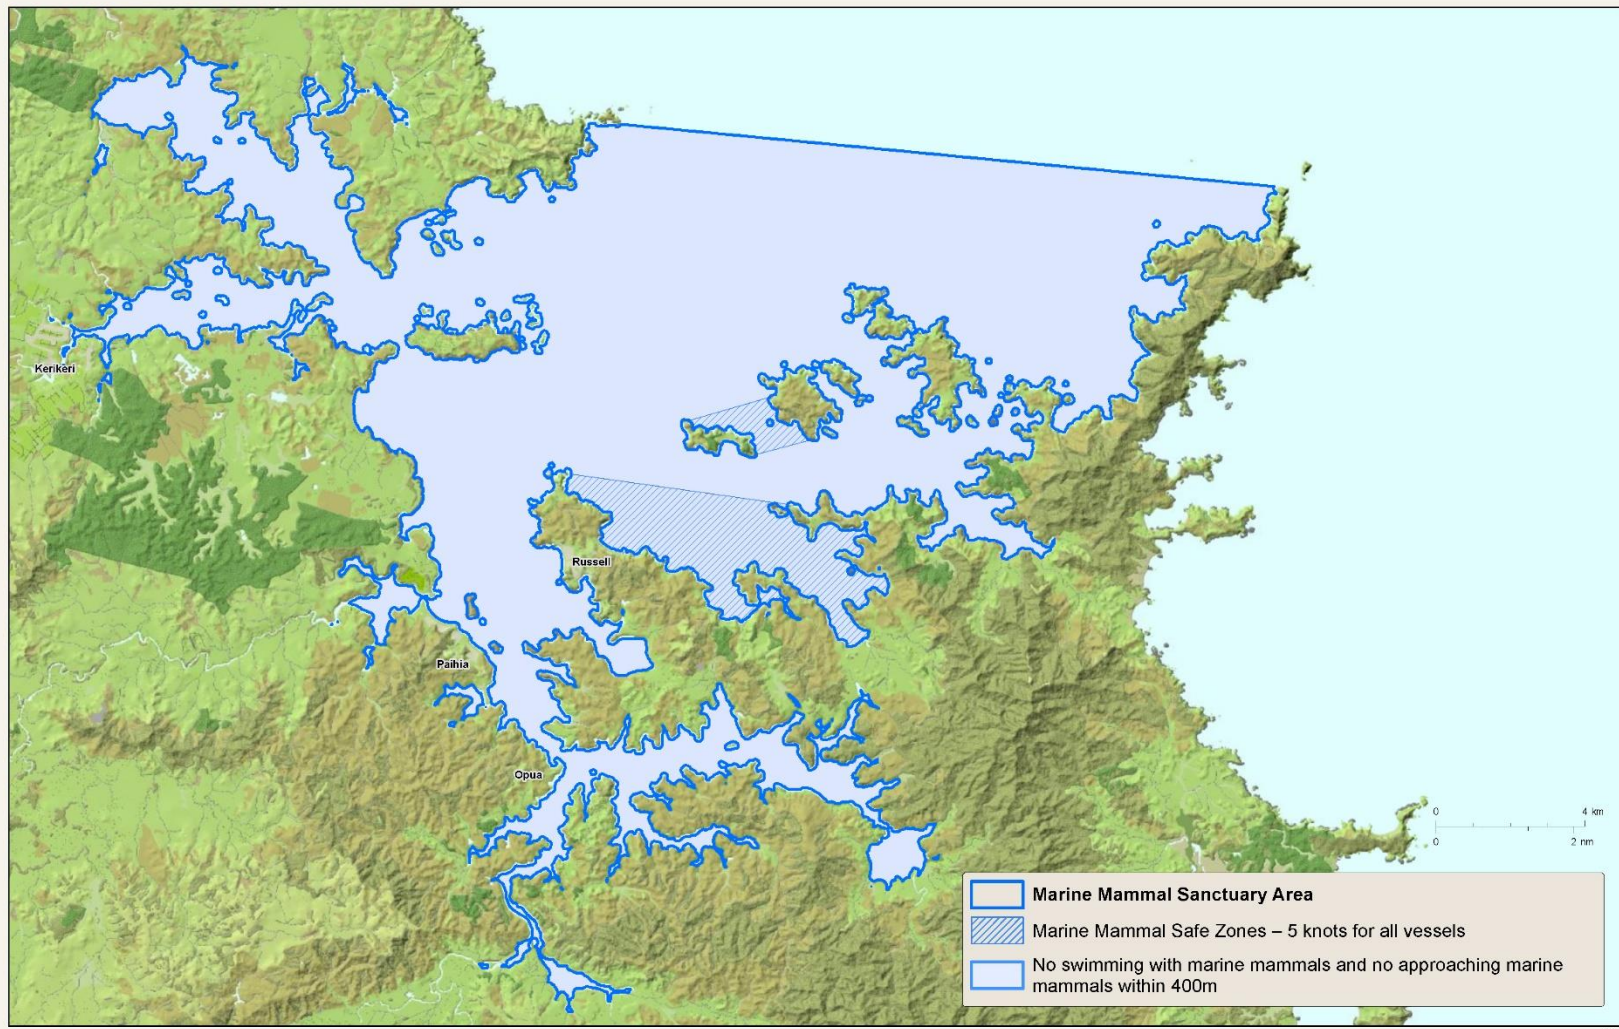 Kerikeri
Russell
Paihia
Opua
0 4 km
0 2 nm
Marine Mammal Sanctuary Area
Marine Mammal Safe Zones – 5 knots for all vessels
No swimming with marine mammals and no approaching marine
mammals within 400m